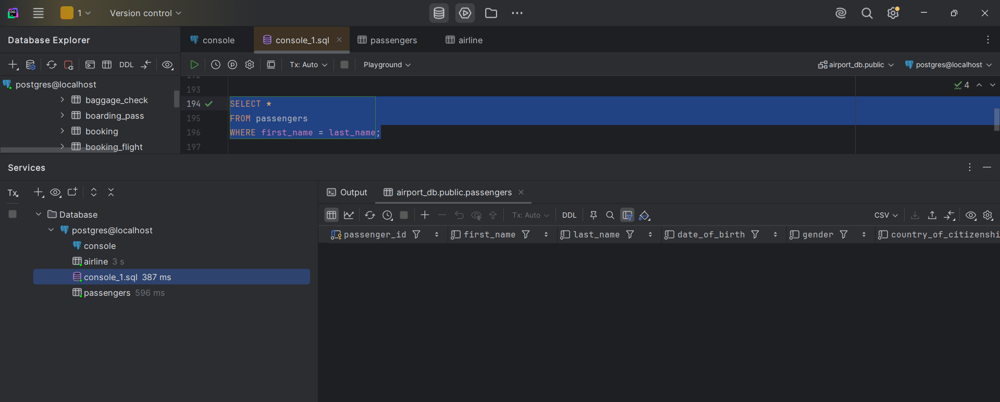 DG
1
Version control
Database Explorer
console
console_1.sql
passengers
airline
DDL
Tx: Auto
Playground
airport_db.public
postgres@localhost
postgres@localhost
baggage_check
boarding_pass
booking
booking_flight
192
193
194 SELECT *
195 FROM passengers
196 WHERE first_name = last_name;
197
4
Services
Tx
Database
postgres@localhost
console
airline 3 s
console_1.sql 387 ms
passengers 596 ms
Output
airport_db.public.passengers
Tx: Auto
DDL
CSV
passenger_id first_name last_name date_of_birth gender country_of_citizenshi